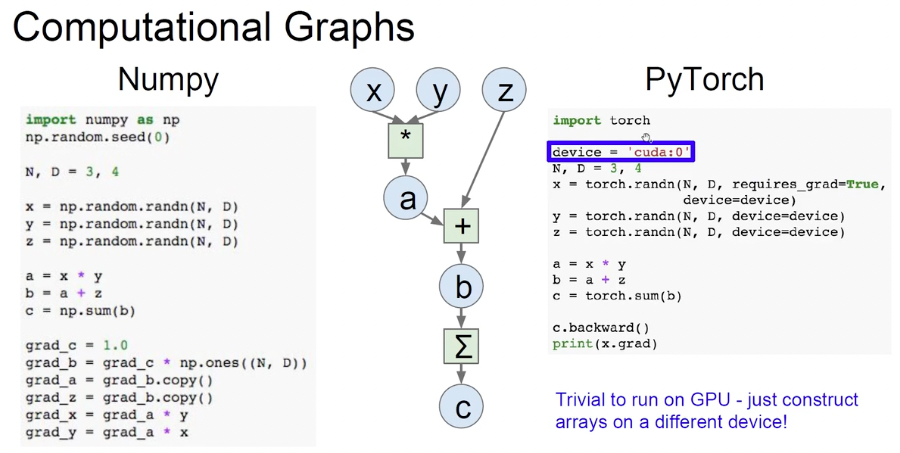 Computational Graphs
Numpy
import numpy as np
np.random.seed(0)
N, D = 3, 4
x = np.random.randn(N, D)
y = np.random.randn(N, D)
z = np.random.randn(N, D)
a = x * y
b = a + z
c = np.sum(b)
grad_c = 1.0
grad_b = grad_c * np.ones((N, D))
grad_a = grad_b.copy()
grad_z = grad_b.copy()
grad_x = grad_a * y
grad_y = grad_a * x
x y z
*
a
+
b
Σ
c
PyTorch
import torch
device = 'cuda:0'
N, D = 3, 4
x = torch.randn(N, D, requires_grad=True,
device=device)
y = torch.randn(N, D, device=device)
z = torch.randn(N, D, device=device)
a = x * y
b = a + z
c = torch.sum(b)
c.backward()
print(x.grad)
Trivial to run on GPU - just construct
arrays on a different device!